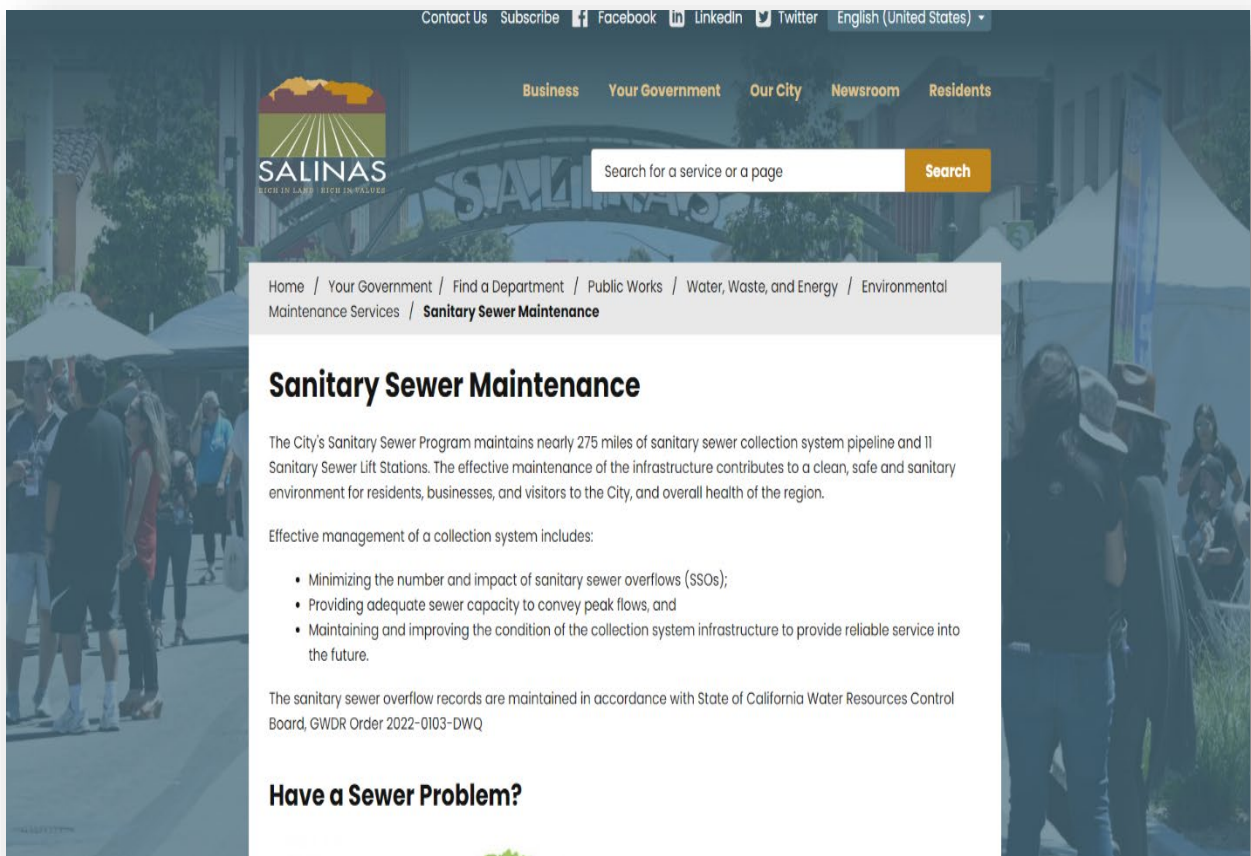 Contact Us Subscribe Facebook LinkedIn Twitter English (United States)
Business Your Government Our City Newsroom Residents
SALINAS
RICH IN LAND | RICH IN VALUES
Search for a service or a page Search
SALINAS
Home / Your Government / Find a Department / Public Works / Water, Waste, and Energy / Environmental
Maintenance Services / Sanitary Sewer Maintenance
Sanitary Sewer Maintenance
The City's Sanitary Sewer Program maintains nearly 275 miles of sanitary sewer collection system pipeline and 11
Sanitary Sewer Lift Stations. The effective maintenance of the infrastructure contributes to a clean, safe and sanitary
environment for residents, businesses, and visitors to the City, and overall health of the region.
Effective management of a collection system includes:
• Minimizing the number and impact of sanitary sewer overflows (SSOs);
• Providing adequate sewer capacity to convey peak flows, and
• Maintaining and improving the condition of the collection system infrastructure to provide reliable service into
the future.
The sanitary sewer overflow records are maintained in accordance with State of California Water Resources Control
Board, GWDR Order 2022-0103-DWQ
Have a Sewer Problem?